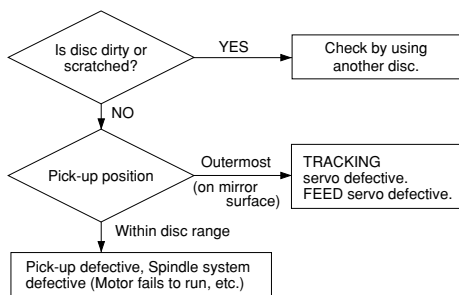 Is disc dirty or
scratched?
YES
Check by using
another disc.
NO
Pick-up position
Outermost
(on mirror
surface)
TRACKING
servo defective.
FEED servo defective.
Within disc range
Pick-up defective, Spindle system
defective (Motor fails to run, etc.)